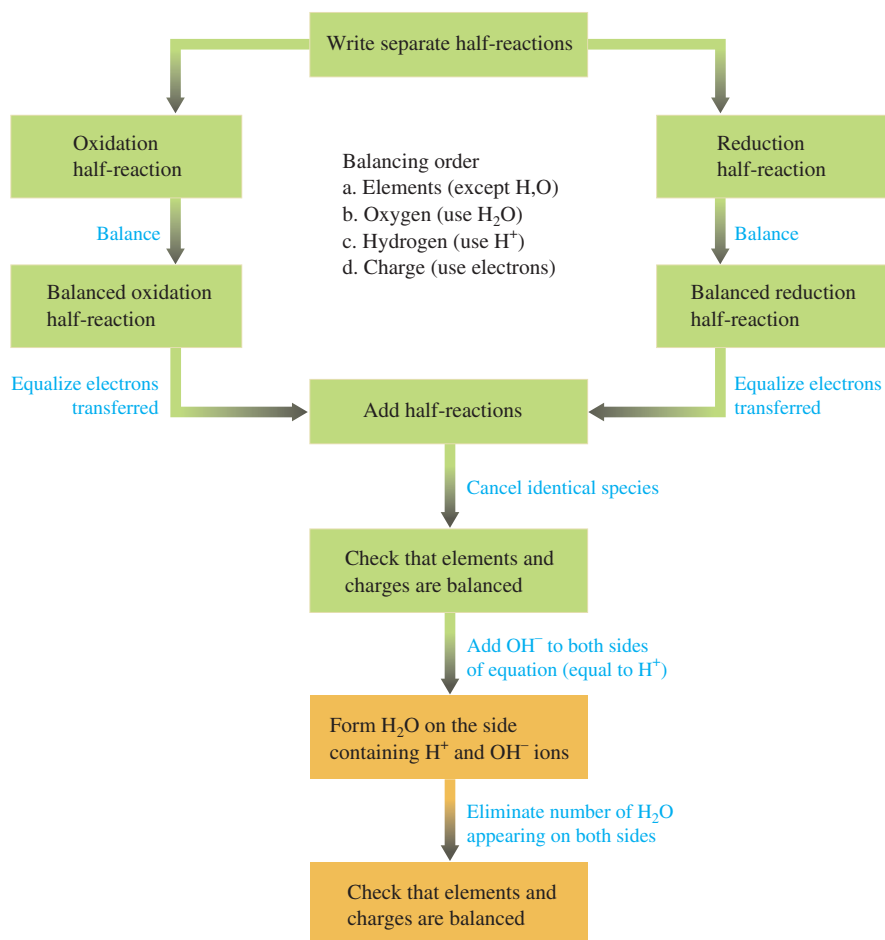 Write separate half-reactions
Oxidation
half-reaction
Reduction
half-reaction
Balancing order
a. Elements (except H,O)
b. Oxygen (use H₂O)
c. Hydrogen (use H⁺)
d. Charge (use electrons)
Balance
Balance
Balanced oxidation
half-reaction
Balanced reduction
half-reaction
Equalize electrons
transferred
Equalize electrons
transferred
Add half-reactions
Cancel identical species
Check that elements and
charges are balanced
Add OH⁻ to both sides
of equation (equal to H⁺)
Form H₂O on the side
containing H⁺ and OH⁻ ions
Eliminate number of H₂O
appearing on both sides
Check that elements and
charges are balanced